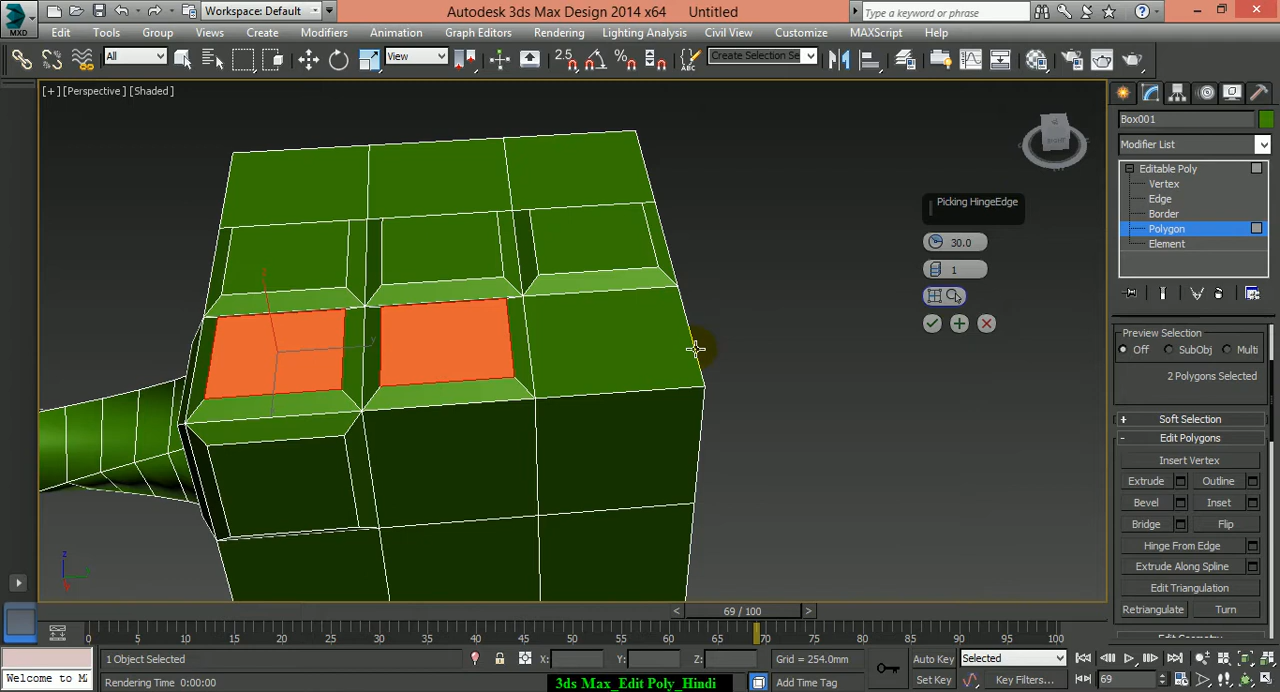 Workspace: Default
Autodesk 3ds Max Design 2014 x64 Untitled
Type a keyword or phrase
MXD
Edit Tools Group Views Create Modifiers Animation Graph Editors Rendering Lighting Analysis Civil View Customize MAXScript Help
All View 2.5 Create Selection Se
[+] [Perspective] [Shaded]
Box001
Modifier List
Editable Poly
Vertex
Edge
Border
Polygon
Element
Picking HingeEdge
30.0
1
Preview Selection
Off SubObj Multi
2 Polygons Selected
+ Soft Selection
- Edit Polygons
Insert Vertex
Extrude Outline
Bevel Inset
Bridge Flip
Hinge From Edge
Extrude Along Spline
Edit Triangulation
Retriangulate Turn
z
y
< 69 / 100 >
0 5 10 15 20 25 30 35 40 45 50 55 60 65 70 75 80 85 90 95 100
1 Object Selected X: Y: Z: Grid = 254.0mm Auto Key Selected
Welcome to M
Rendering Time 0:00:00 3ds Max_Edit Poly_Hindi Add Time Tag Set Key Key Filters... 69